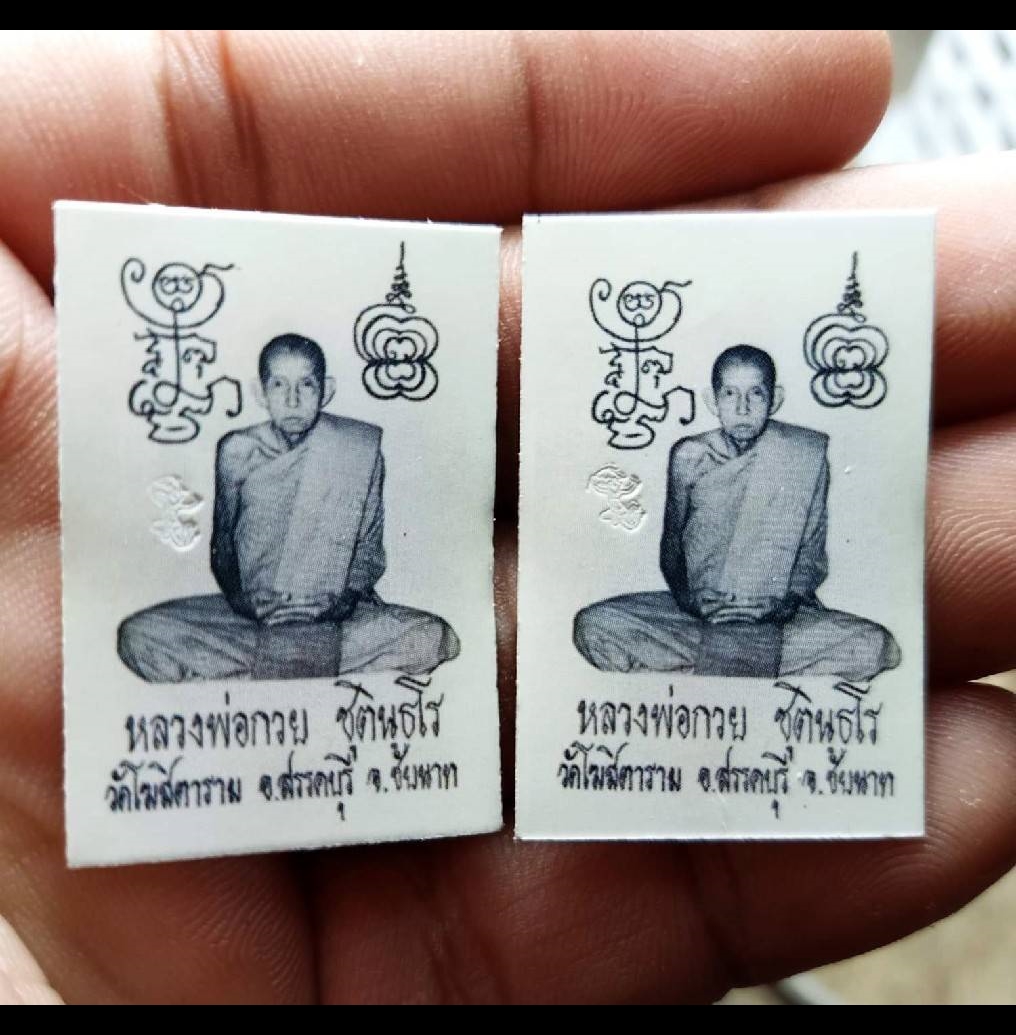 หลวงพ่อกวย ชุตินฺธโร
วัดโฆสิตาราม อ.สรรคบุรี จ.ชัยนาท
หลวงพ่อกวย ชุตินฺธโร
วัดโฆสิตาราม อ.สรรคบุรี จ.ชัยนาท